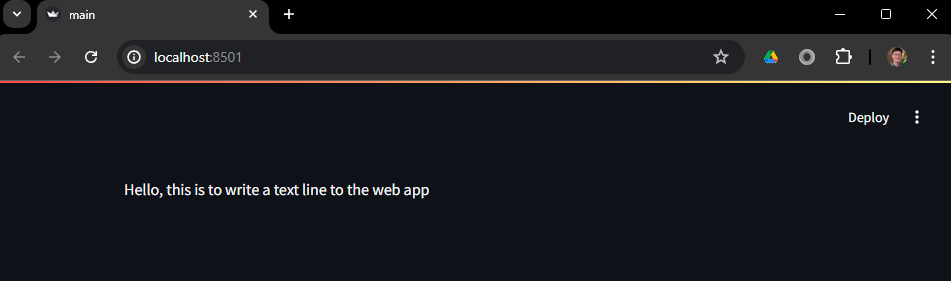 main
localhost:8501
Deploy
Hello, this is to write a text line to the web app